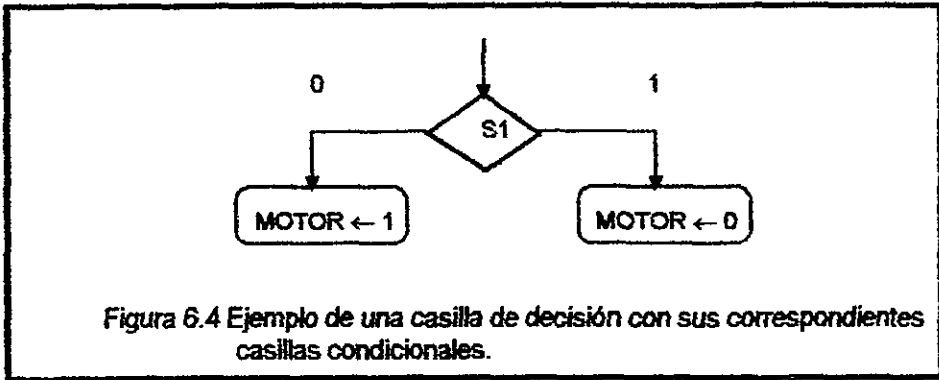 0
1
S1
MOTOR ← 1
MOTOR ← 0
Figura 6.4 Ejemplo de una casilla de decisión con sus correspondientes
casillas condicionales.